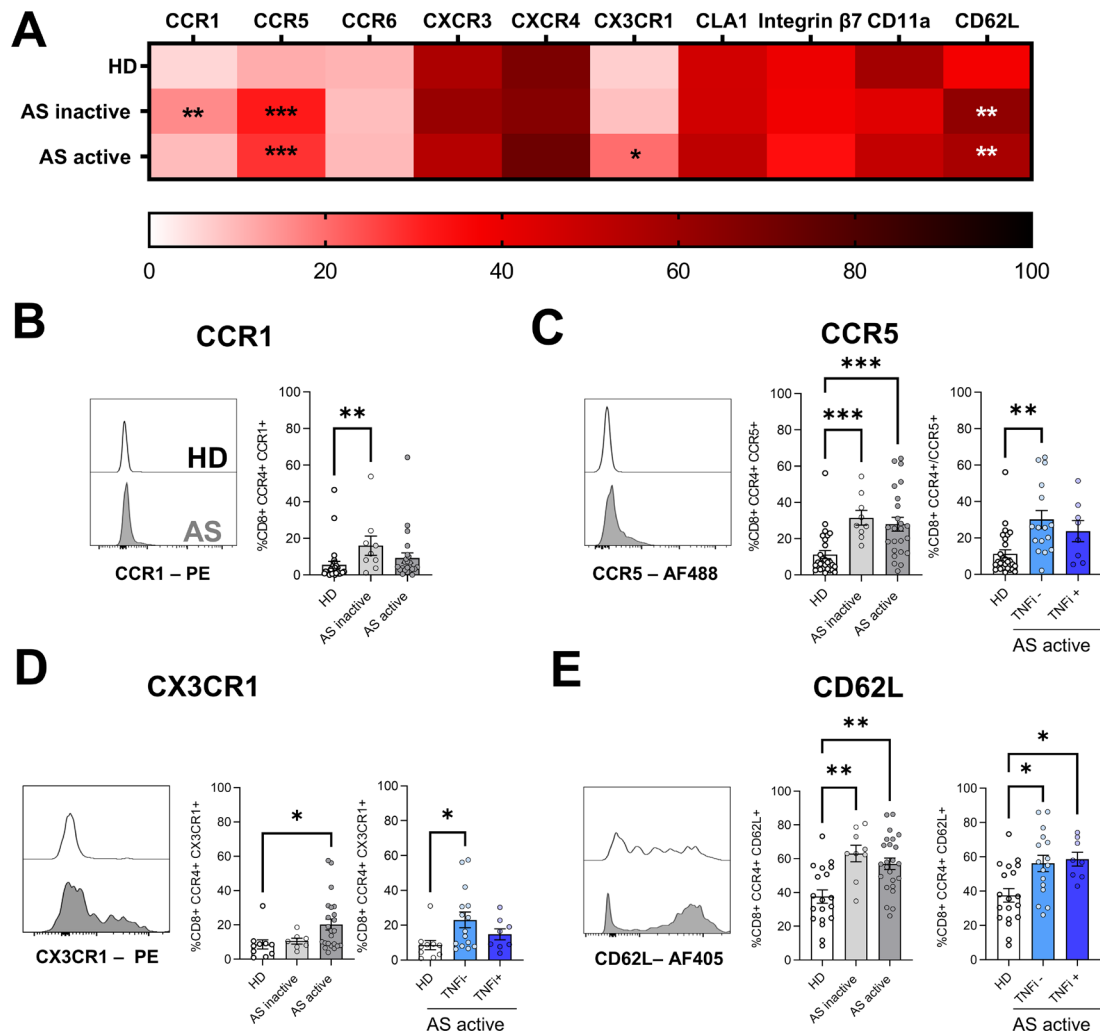 A
CCR1 CCR5 CCR6 CXCR3 CXCR4 CX3CR1 CLA1 Integrin β7 CD11a CD62L
HD
AS inactive ** *** **
AS active *** * **
0 20 40 60 80 100
B
CCR1
HD
AS
CCR1 – PE
%CD8+ CCR4+ CCR1+
100
80
60
40
20
0
**
HD
AS inactive
AS active
C
CCR5
CCR5 – AF488
%CD8+ CCR4+ CCR5+
100
80
60
40
20
0
***
***
HD
AS inactive
AS active
%CD8+ CCR4+/CCR5+
100
80
60
40
20
0
**
HD
TNFi -
TNFi +
AS active
D
CX3CR1
CX3CR1 – PE
%CD8+ CCR4+ CX3CR1+
100
80
60
40
20
0
*
HD
AS inactive
AS active
%CD8+ CCR4+ CX3CR1+
100
80
60
40
20
0
*
HD
TNFi-
TNFi+
AS active
E
CD62L
CD62L– AF405
%CD8+ CCR4+ CD62L+
100
80
60
40
20
0
**
**
HD
AS inactive
AS active
%CD8+ CCR4+ CD62L+
100
80
60
40
20
0
*
*
HD
TNFi -
TNFi +
AS active